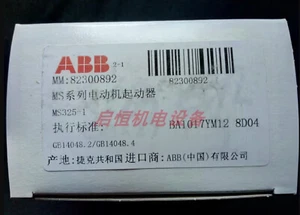 ABB 2-1
MM:82300892
82300892
MS系列电动机起动器
MS325-1
启恒机电设备
执行标准: BA1017YM12 8D04
GB14048.2/GB14048.4
产地:捷克共和国进口商:ABB(中国)有限公司